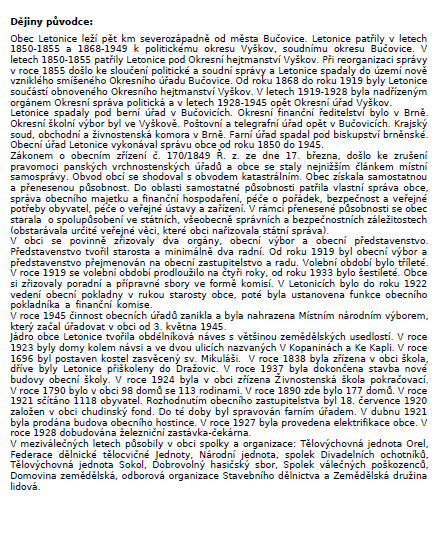 Dějiny původce:
Obec Letonice leží pět km severozápadně od města Bučovice. Letonice patřily v letech
1850-1855 a 1868-1949 k politickému okresu Vyškov, soudnímu okresu Bučovice. V
letech 1850-1855 patřily Letonice pod Okresní hejtmanství Vyškov. Při reorganizaci správy
v roce 1855 došlo ke sloučení politické a soudní správy a Letonice spadaly do území nově
vzniklého smíšeného Okresního úřadu Bučovice. Od roku 1868 do roku 1919 byly Letonice
součástí obnoveného Okresního hejtmanství Vyškov. V letech 1919-1928 byla nadřízeným
orgánem Okresní správa politická a v letech 1928-1945 opět Okresní úřad Vyškov.
Letonice spadaly pod berní úřad v Bučovicích. Okresní finanční ředitelství bylo v Brně.
Okresní školní výbor byl ve Vyškově. Poštovní a telegrafní úřad opět v Bučovicích. Krajský
soud, obchodní a živnostenská komora v Brně. Farní úřad spadal pod biskupství brněnské.
Obecní úřad Letonice vykonával správu obce od roku 1850 do roku 1945.
Zákonem o obecním zřízení č. 170/1849 Ř. z. ze dne 17. března, došlo ke zrušení
pravomoci panských vrchnostenských úřadů a obce se staly nejnižším článkem místní
samosprávy. Obvod obcí se shodoval s obvodem katastrálním. Obec získala samostatnou
a přenesenou působnost. Do oblasti samostatné působnosti patřila vlastní správa obce,
správa obecního majetku a finanční hospodaření, péče o pořádek, bezpečnost a veřejné
potřeby obyvatel, péče o veřejné ústavy a zařízení. V rámci přenesené působnosti se obec
starala o spolupůsobení ve státních, všeobecně správních a bezpečnostních záležitostech
(obstarávala určité veřejné věci, které obci nařizovala státní správa).
V obci se povinně zřizovaly dva orgány, obecní výbor a obecní představenstvo.
Představenstvo tvořil starosta a minimálně dva radní. Od roku 1919 byl obecní výbor a
představenstvo přejmenován na obecní zastupitelstvo a radu. Volební období bylo tříleté.
V roce 1919 se volební období prodloužilo na čtyři roky, od roku 1933 bylo šestileté. Obce
si zřizovaly poradní a přípravné sbory ve formě komisí. V Letonicích bylo do roku 1922
vedení obecní pokladny v rukou starosty obce, poté byla ustanovena funkce obecního
pokladníka a finanční komise.
V roce 1945 činnost obecních úřadů zanikla a byla nahrazena Místním národním výborem,
který začal úřadovat v obci od 3. května 1945.
Jádro obce Letonice tvořila obdélníková náves s většinou zemědělských usedlostí. V roce
1923 byly domy kolem návsi a ve dvou ulicích nazvaných V Kopaninách a Ke Kapli. V roce
1696 byl postaven kostel zasvěcený sv. Mikuláši. V roce 1838 byla zřízena v obci škola,
dříve byly Letonice přiškoleny do Dražovic. V roce 1937 byla dokončena stavba nové
budovy obecní školy. V roce 1924 byla v obci zřízena Živnostenská škola pokračovací.
V roce 1790 bylo v obci 98 domů se 113 rodinami. V roce 1890 zde bylo 177 domů. V roce
1921 sčítána 1118 obyvatel. Rozhodnutím obecního zastupitelstva byl 18. července 1920
založen v obci chudinský fond. Do té doby byl spravován farním úřadem. V dubnu 1921
byla prodána budova obecního hostince. V roce 1927 byla provedena elektrifikace obce. V
roce 1928 dobudována železniční zastávka-čekárna.
V meziválečných letech působily v obci spolky a organizace: Tělovýchovná jednota Orel,
Federace dělnické tělocvičné Jednoty, Národní jednota, spolek Divadelních ochotníků,
Tělovýchovná jednota Sokol, Dobrovolný hasičský sbor, Spolek válečných poškozenců,
Domovina zemědělská, odborová organizace Stavebního dělnictva a Zemědělská družina
lidová.